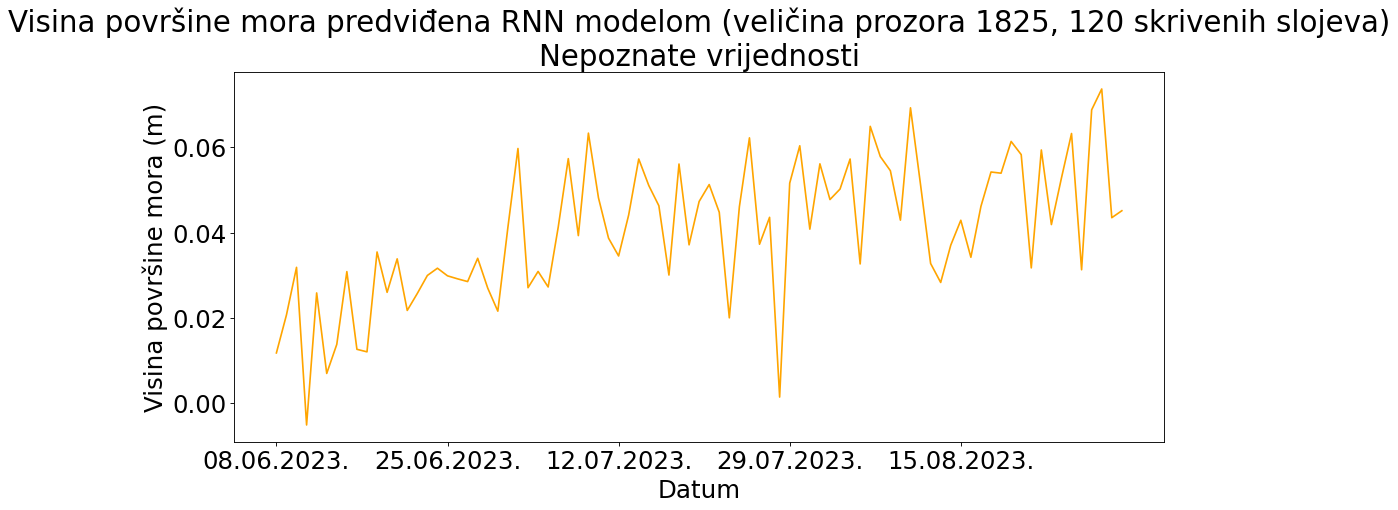 Visina površine mora predviđena RNN modelom (veličina prozora 1825, 120 skrivenih slojeva)
Nepoznate vrijednosti
Visina površine mora (m)
0.06
0.04
0.02
0.00
08.06.2023. 25.06.2023. 12.07.2023. 29.07.2023. 15.08.2023.
Datum